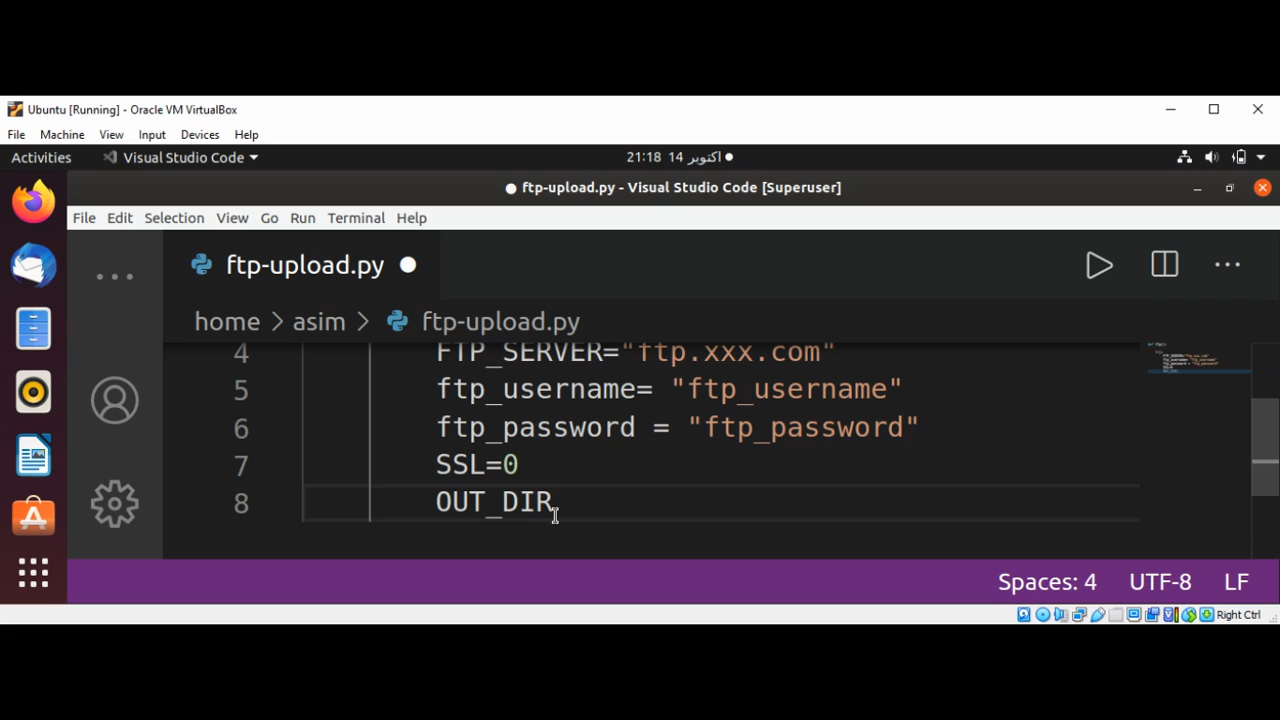 Ubuntu [Running] - Oracle VM VirtualBox
File Machine View Input Devices Help
Activities Visual Studio Code 21:18 14 اکتوبر
ftp-upload.py - Visual Studio Code [Superuser]
File Edit Selection View Go Run Terminal Help
ftp-upload.py
home > asim > ftp-upload.py
4 FTP_SERVER="ftp.xxx.com"
5 ftp_username= "ftp_username"
6 ftp_password = "ftp_password"
7 SSL=0
8 OUT_DIR
Spaces: 4 UTF-8 LF
Right Ctrl